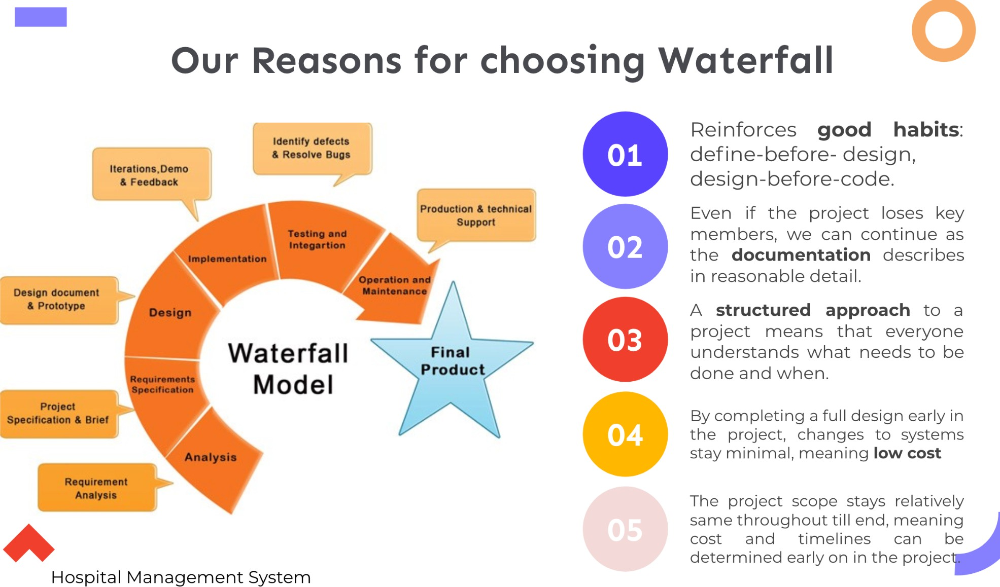 Our Reasons for choosing Waterfall
Identify defects
& Resolve Bugs
Iterations,Demo
& Feedback
Production & technical
Support
Testing and
Integartion
Implementation
Operation and
Maintenance
Design document
& Prototype
Design
Waterfall
Model
Final
Product
Requirements
Specification
Project
Specification & Brief
Analysis
Requirement
Analysis
01
Reinforces good habits:
define-before- design,
design-before-code.
02
Even if the project loses key
members, we can continue as
the documentation describes
in reasonable detail.
03
A structured approach to a
project means that everyone
understands what needs to be
done and when.
04
By completing a full design early in
the project, changes to systems
stay minimal, meaning low cost
05
The project scope stays relatively
same throughout till end, meaning
cost and timelines can be
determined early on in the project.
Hospital Management System